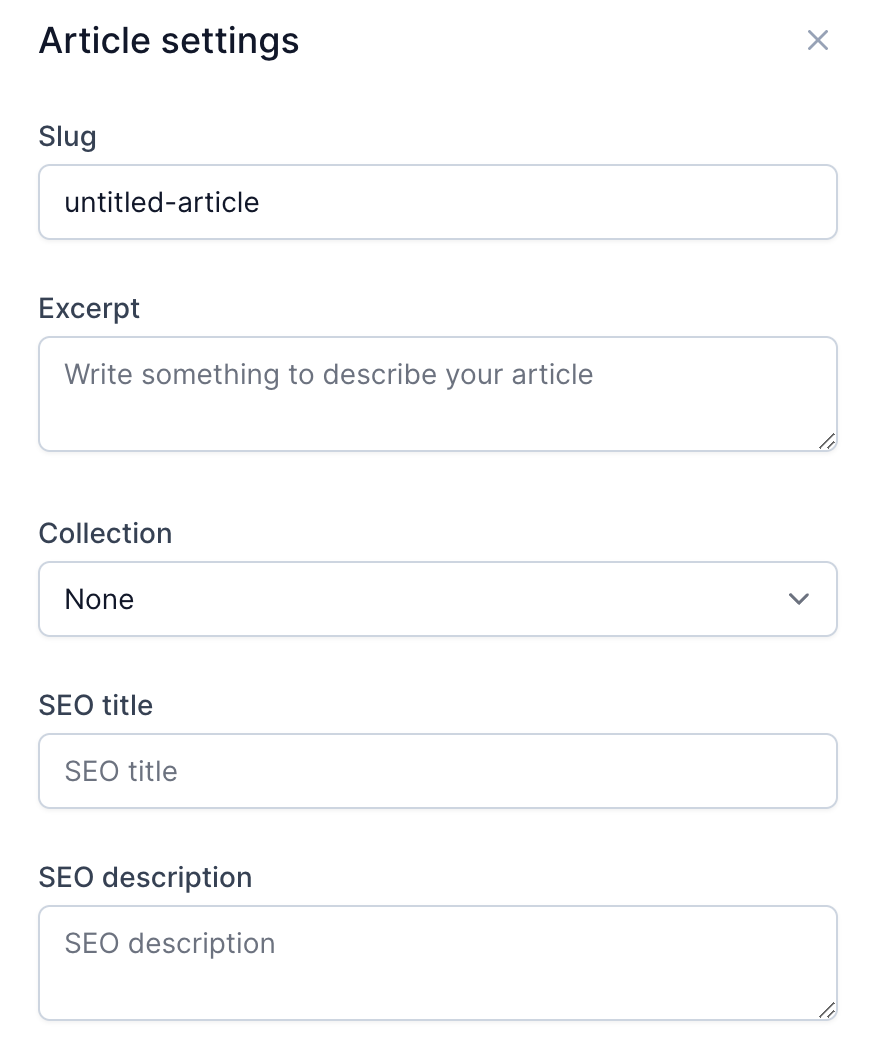 Article settings
Slug
untitled-article
Excerpt
Write something to describe your article
Collection
None
SEO title
SEO title
SEO description
SEO description